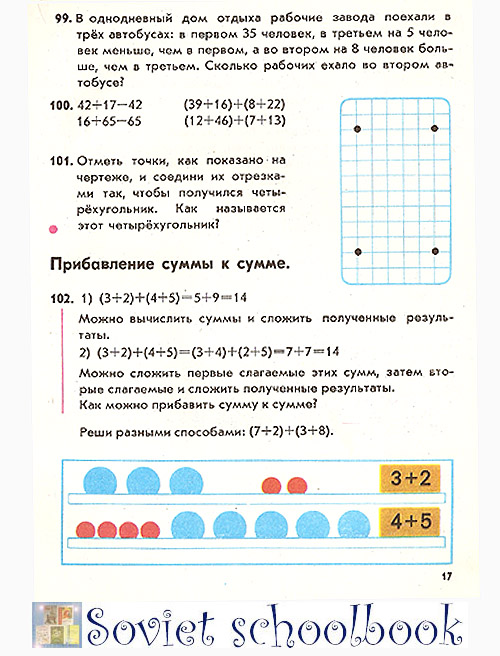 99. В однодневный дом отдыха рабочие завода поехали в
трёх автобусах: в первом 35 человек, в третьем на 5 чело-
век меньше, чем в первом, а во втором на 8 человек боль-
ше, чем в третьем. Сколько рабочих ехало во втором ав-
тобусе?
100. 42+17—42 (39+16)+(8+22)
16+65—65 (12+46)+(7+13)
101. Отметь точки, как показано на
чертеже, и соедини их отрезка-
ми так, чтобы получился четы-
рёхугольник. Как называется
этот четырёхугольник?
Прибавление суммы к сумме.
102. 1) (3+2)+(4+5)=5+9=14
Можно вычислить суммы и сложить полученные резуль-
таты.
2) (3+2)+(4+5)=(3+4)+(2+5)=7+7=14
Можно сложить первые слагаемые этих сумм, затем вто-
рые слагаемые и сложить полученные результаты.
Как можно прибавить сумму к сумме?
Реши разными способами: (7+2)+(3+8).
3+2
4+5
17
Soviet schoolbook